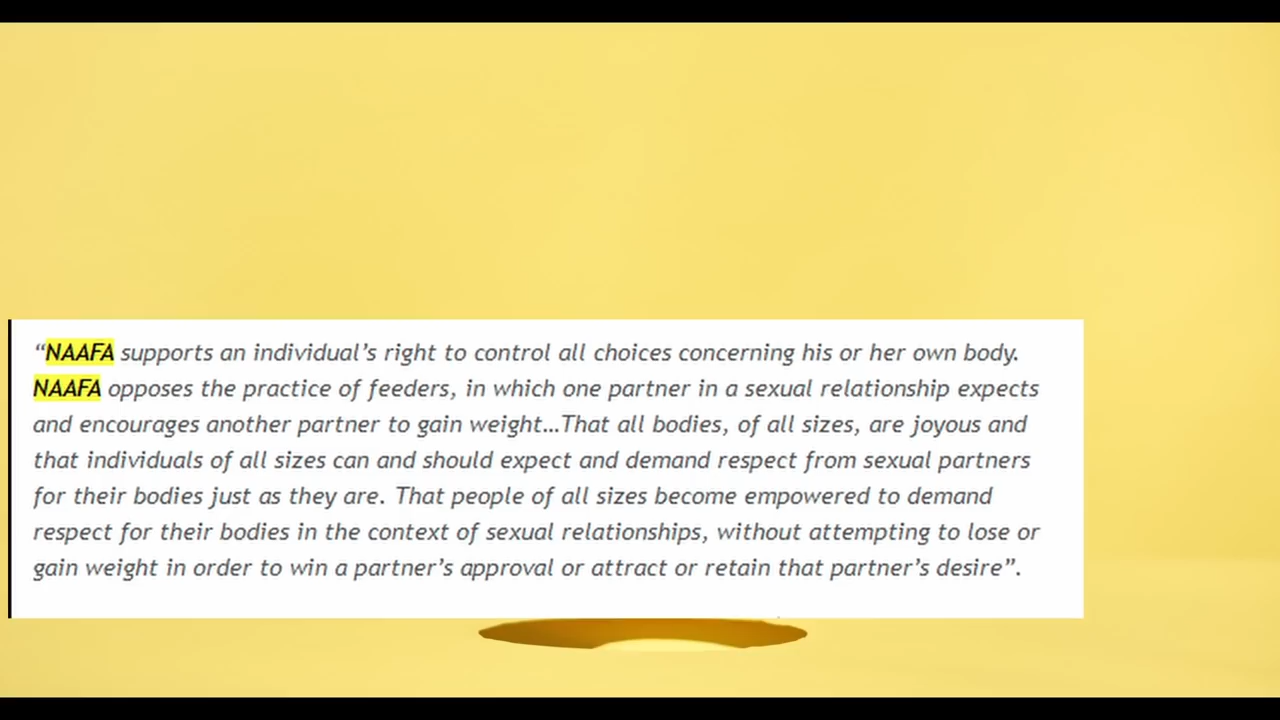 “NAAFA supports an individual’s right to control all choices concerning his or her own body.
NAAFA opposes the practice of feeders, in which one partner in a sexual relationship expects
and encourages another partner to gain weight…That all bodies, of all sizes, are joyous and
that individuals of all sizes can and should expect and demand respect from sexual partners
for their bodies just as they are. That people of all sizes become empowered to demand
respect for their bodies in the context of sexual relationships, without attempting to lose or
gain weight in order to win a partner’s approval or attract or retain that partner’s desire”.